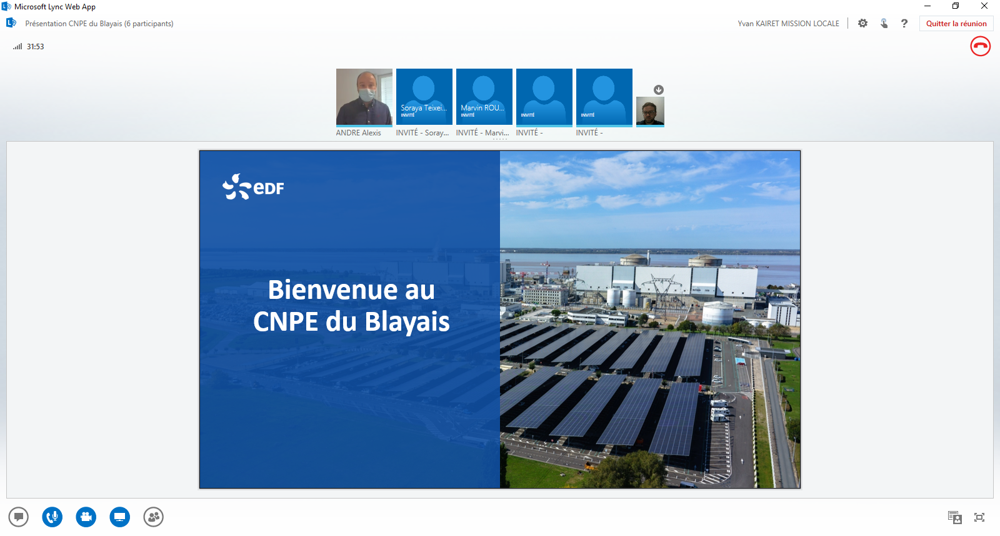 Microsoft Lync Web App
Présentation CNPE du Blayais (6 participants)
Yvan KAIRET MISSION LOCALE
?
Quitter la réunion
31:53
Soraya Teixei...
INVITÉ
Marvin ROU...
INVITÉ
INVITÉ
INVITÉ
ANDRE Alexis
INVITÉ - Soray...
INVITÉ - Marvi...
INVITÉ -
INVITÉ -
eDF
Bienvenue au
CNPE du Blayais